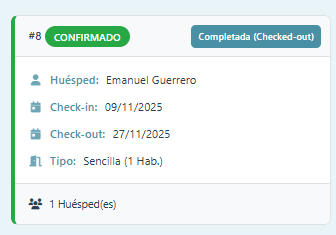 #8 CONFIRMADO Completada (Checked-out)
Huésped: Emanuel Guerrero
Check-in: 09/11/2025
Check-out: 27/11/2025
Tipo: Sencilla (1 Hab.)
1 Huésped(es)